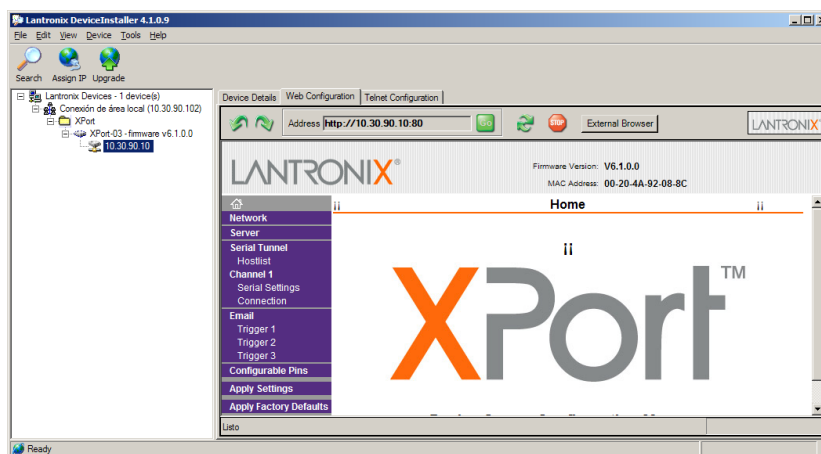 Lantronix DeviceInstaller 4.1.0.9
File Edit View Device Tools Help
Search Assign IP Upgrade
Lantronix Devices - 1 device(s)
Conexión de área local (10.30.90.102)
XPort
XPort-03 - firmware v6.1.0.0
10.30.90.10
Device Details Web Configuration Telnet Configuration
Address http://10.30.90.10:80 GO STOP External Browser LANTRONIX
LANTRONIX®
Firmware Version: V6.1.0.0
MAC Address: 00-20-4A-92-08-8C
¡¡ Home ¡¡
Network
Server
Serial Tunnel
Hostlist
Channel 1
Serial Settings
Connection
Email
Trigger 1
Trigger 2
Trigger 3
Configurable Pins
Apply Settings
Apply Factory Defaults
¡¡
XPort™
Listo
Ready